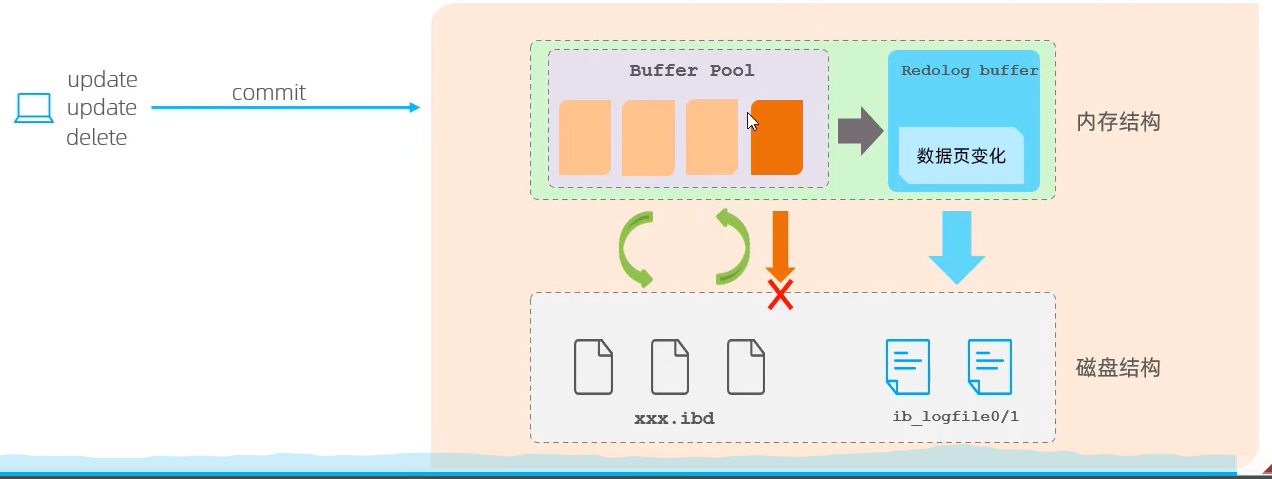 update
update
delete
commit
Buffer Pool
Redolog buffer
数据页变化
内存结构
xxx.ibd
ib_logfile0/1
磁盘结构